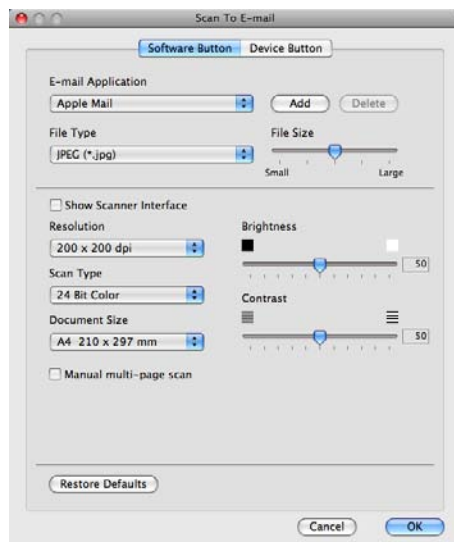 Scan To E-mail
Software Button Device Button
E-mail Application
Apple Mail Add Delete
File Type File Size
JPEG (*.jpg)
Small Large
Show Scanner Interface
Resolution Brightness
200 x 200 dpi
50
Scan Type
24 Bit Color Contrast
Document Size
A4 210 x 297 mm 50
Manual multi-page scan
Restore Defaults
Cancel OK